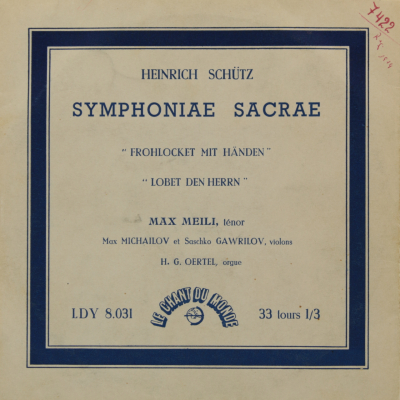 7422
HEINRICH SCHÜTZ
SYMPHONIAE SACRAE
“ FROHLOCKET MIT HÄNDEN ”
“ LOBET DEN HERRN ”
MAX MEILI, ténor
Max MICHAILOV et Saschko GAWRILOV, violons
H. G. OERTEL, orgue
LDY 8.031
LE CHANT DU MONDE
33 tours 1/3